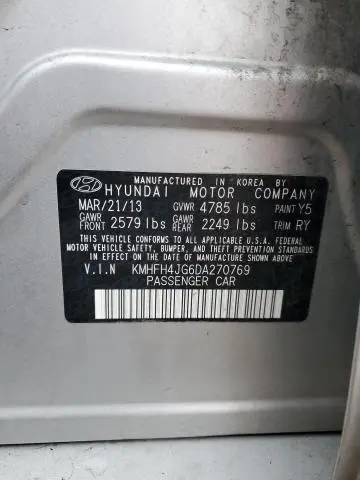 MANUFACTURED IN KOREA BY
HYUNDAI MOTOR COMPANY
MAR/21/13 GVWR 4785 lbs PAINT Y5
GAWR FRONT 2579 lbs GAWR REAR 2249 lbs TRIM RY
THIS VEHICLE CONFORMS TO ALL APPLICABLE U.S.A. FEDERAL
MOTOR VEHICLE SAFETY, BUMPER, AND THEFT PREVENTION STANDARDS
IN EFFECT ON THE DATE OF MANUFACTURE SHOWN ABOVE.
V.I.N KMHFH4JG6DA270769
PASSENGER CAR